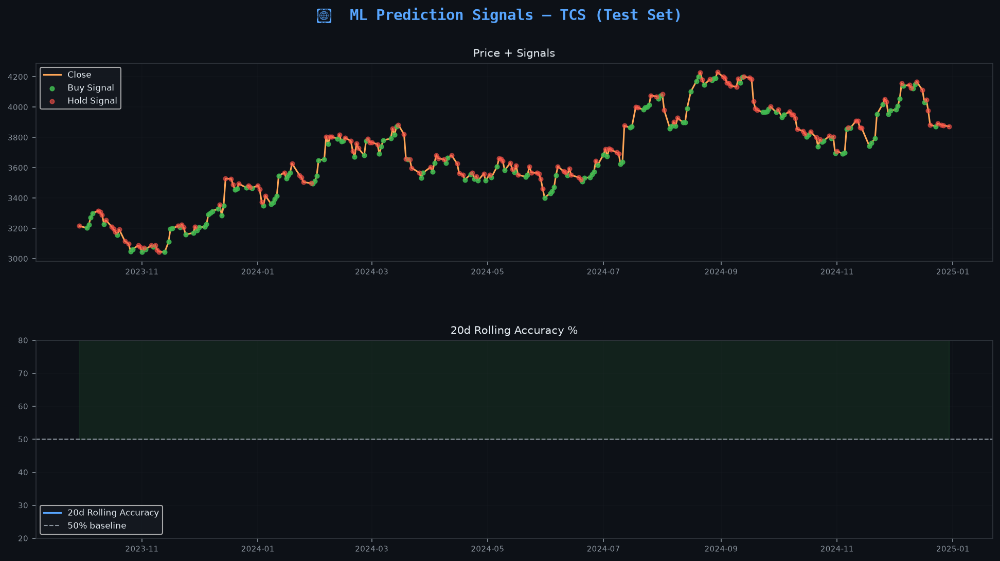 ML Prediction Signals — TCS (Test Set)
Price + Signals
Close
Buy Signal
Hold Signal
4200
4000
3800
3600
3400
3200
3000
2023-11 2024-01 2024-03 2024-05 2024-07 2024-09 2024-11 2025-01
20d Rolling Accuracy %
80
70
60
50
40
30
20
20d Rolling Accuracy
50% baseline
2023-11 2024-01 2024-03 2024-05 2024-07 2024-09 2024-11 2025-01